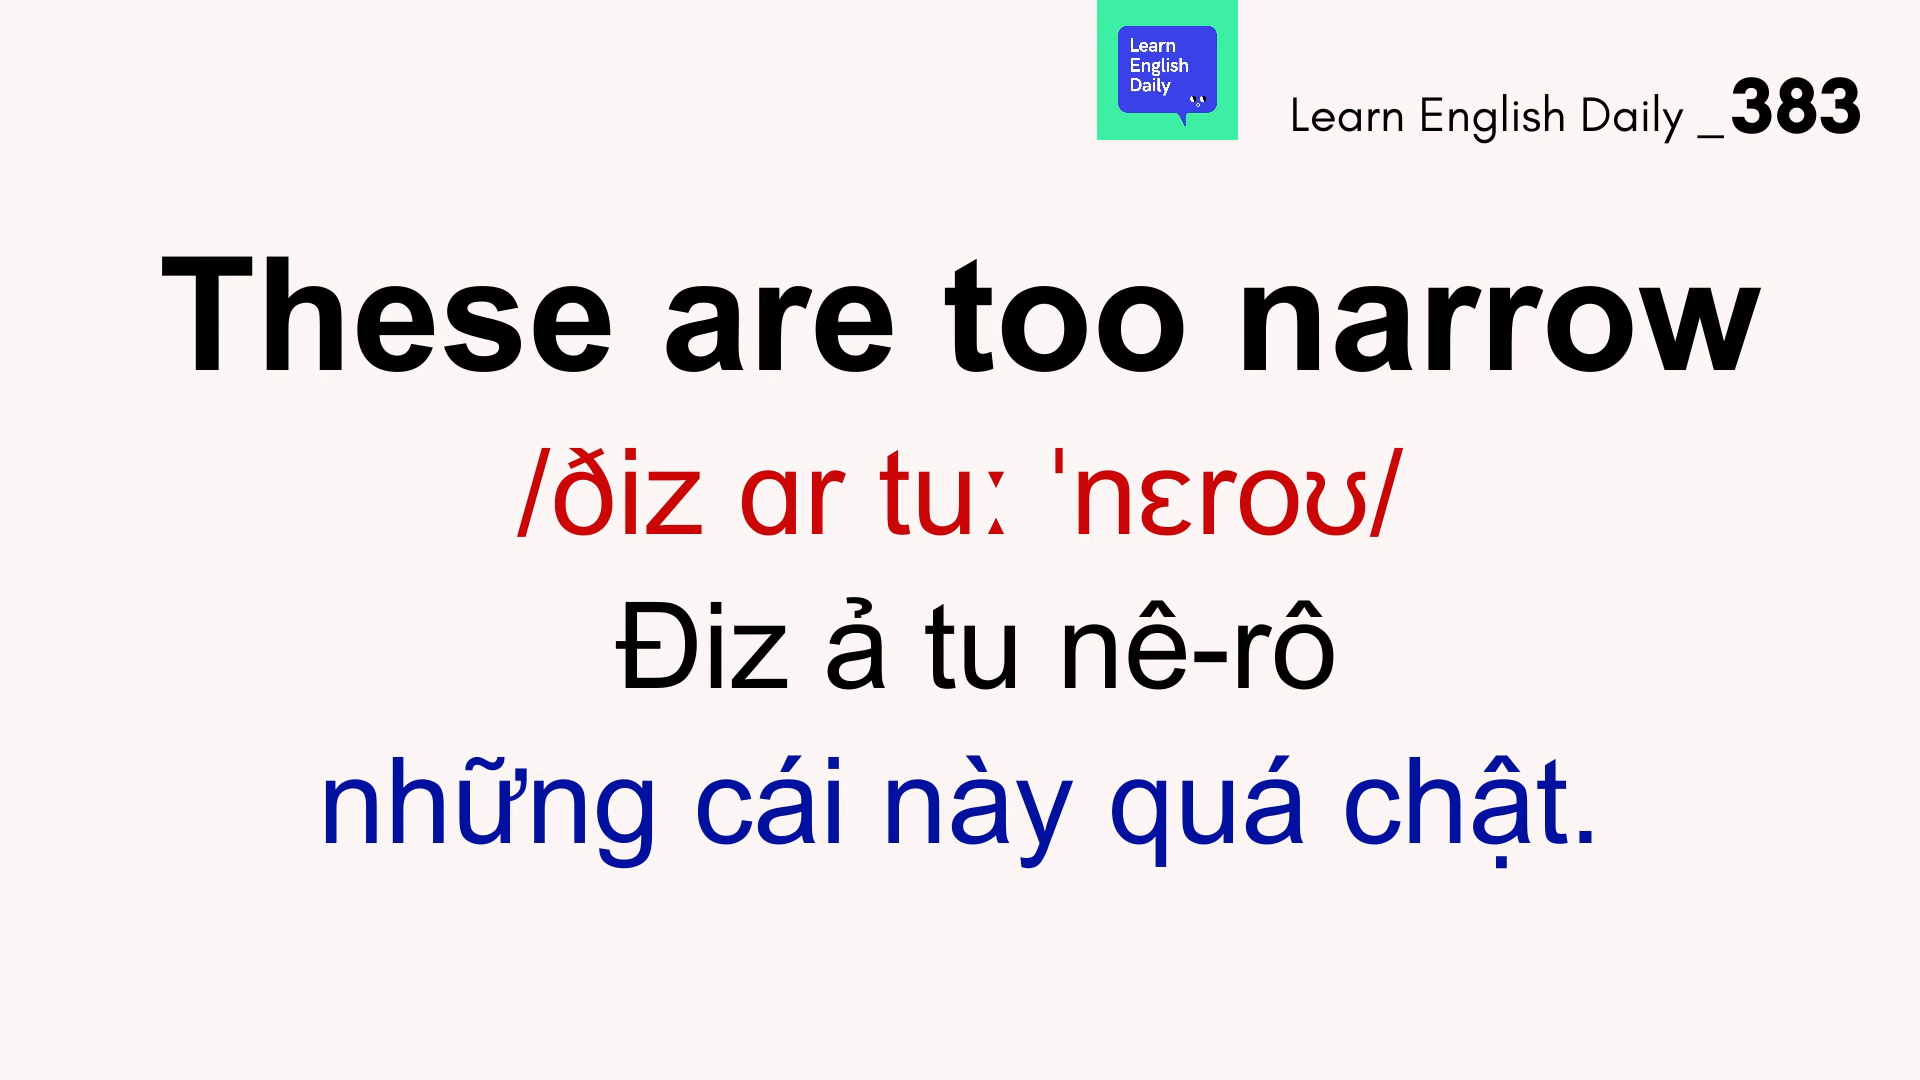 Learn
English
Daily
Learn English Daily _383
These are too narrow
/ðiz ɑr tuː ˈnɛroʊ/
Điz ả tu nê-rô
những cái này quá chật.